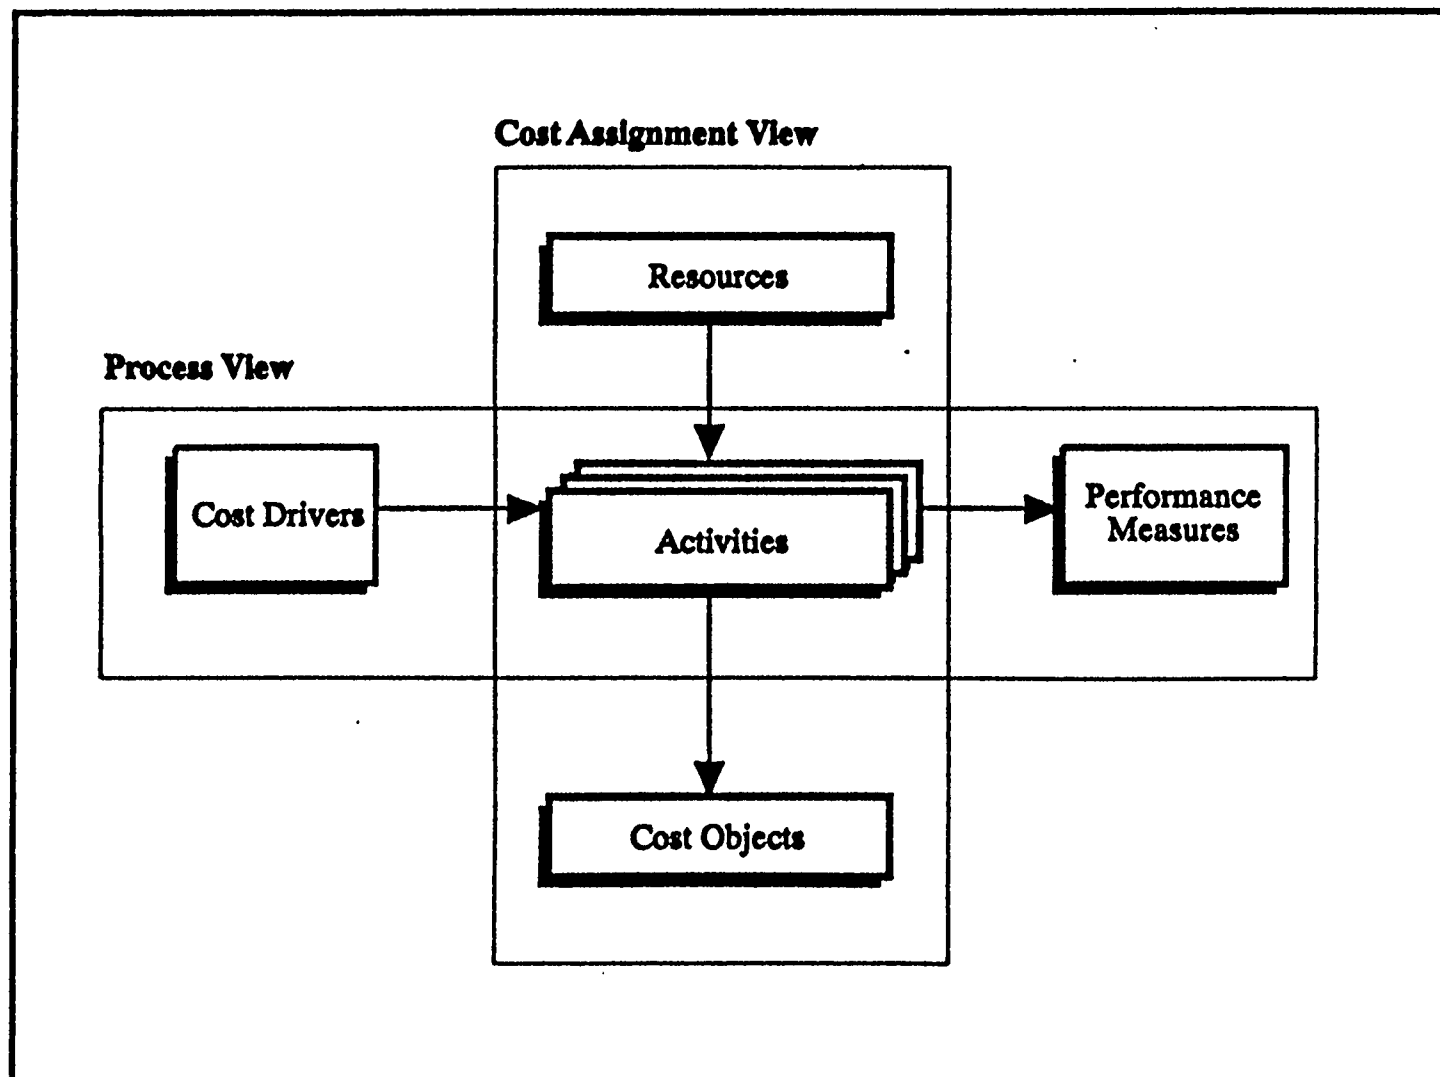 Cost Assignment View
Resources
Process View
Cost Drivers
Activities
Performance
Measures
Cost Objects